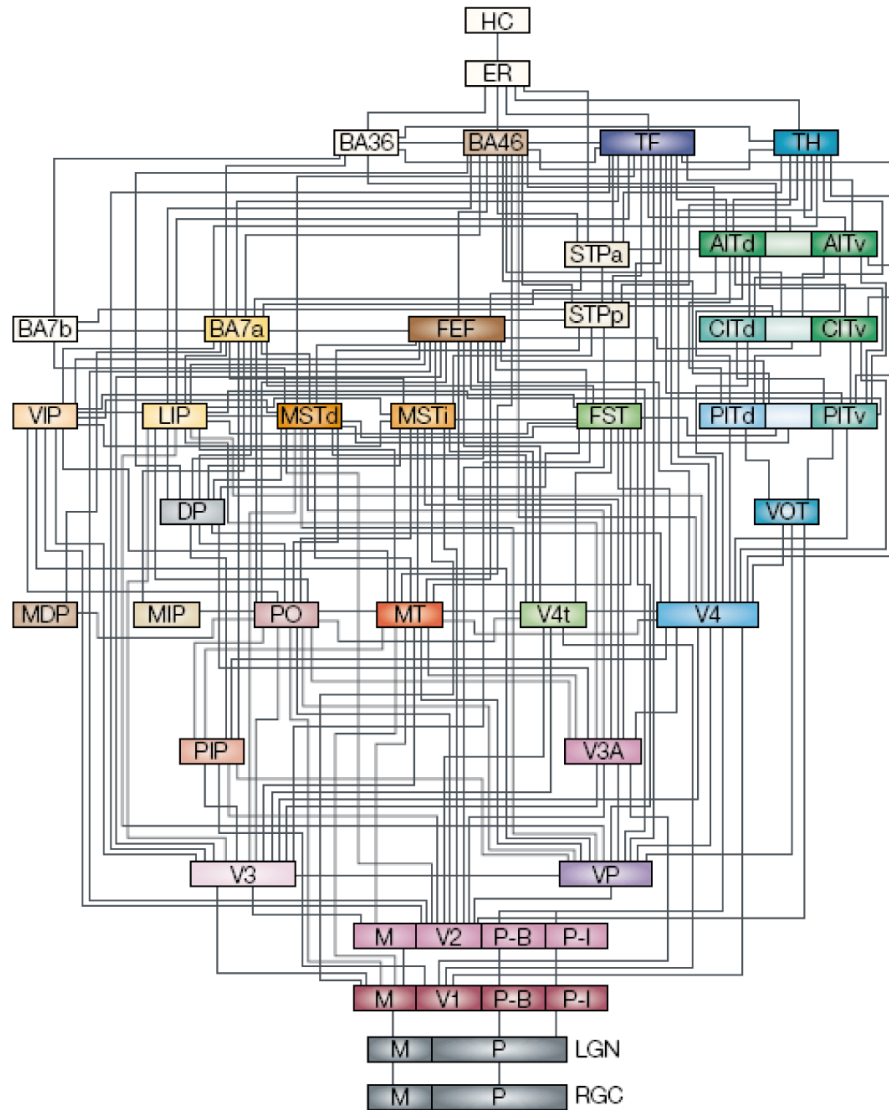 HC
ER
BA36 BA46 TF TH
STPa AITd AITv
BA7b BA7a FEF STPp CITd CITv
VIP LIP MSTd MSTi FST PITd PITv
DP VOT
MDP MIP PO MT V4t V4
PIP V3A
V3 VP
M V2 P-B P-I
M V1 P-B P-I
M P LGN
M P RGC